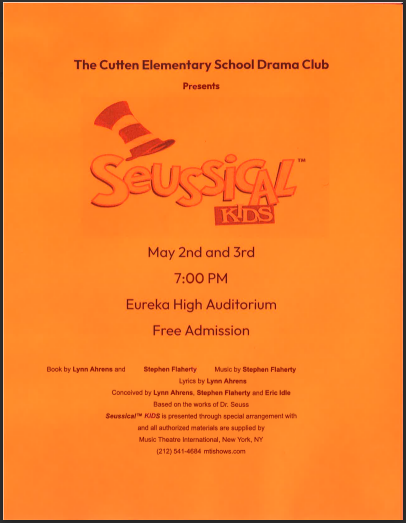 The Cutten Elementary School Drama Club
Presents
SEUSSICAL™
KIDS
May 2nd and 3rd
7:00 PM
Eureka High Auditorium
Free Admission
Book by Lynn Ahrens and Stephen Flaherty Music by Stephen Flaherty
Lyrics by Lynn Ahrens
Conceived by Lynn Ahrens, Stephen Flaherty and Eric Idle
Based on the works of Dr. Seuss
Seussical™ KIDS is presented through special arrangement with
and all authorized materials are supplied by
Music Theatre International, New York, NY
(212) 541-4684 mtishows.com